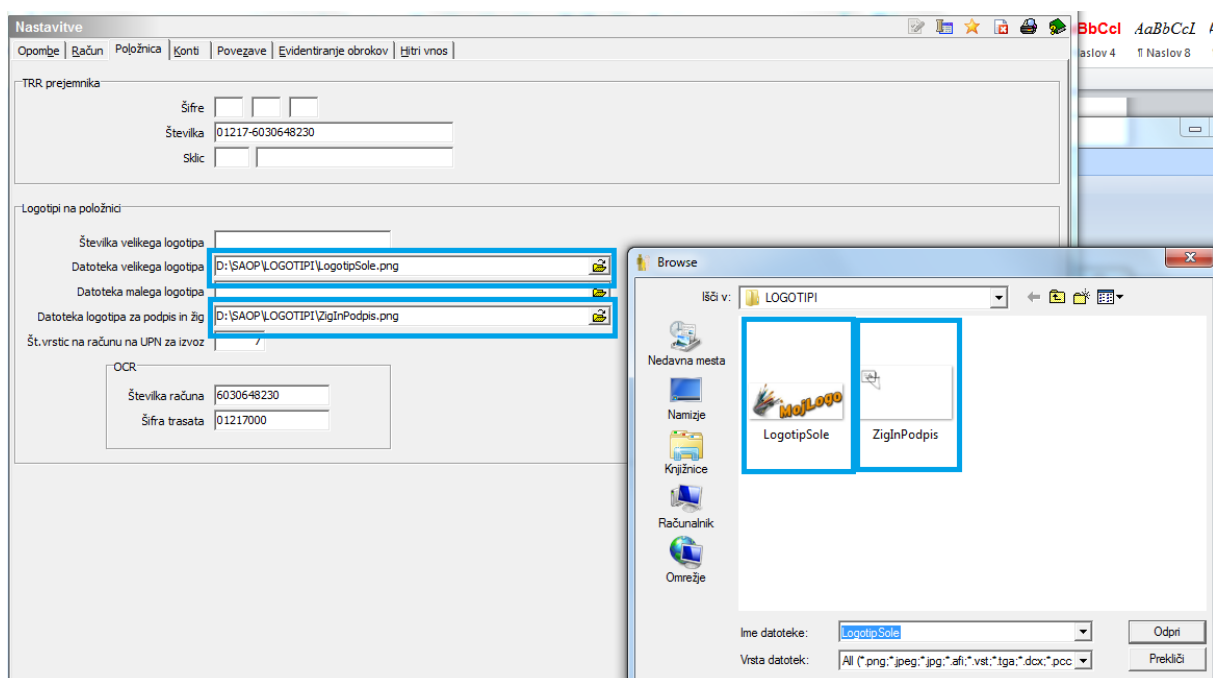 Nastavitve
BbCcl AaBbCcI
aslov 4 ¶ Naslov 8
Opombe Račun Položnica Konti Povezave Evidentiranje obrokov Hitri vnos
TRR prejemnika
Šifre
Številka 01217-6030648230
Sklic
Logotipi na položnici
Številka velikega logotipa
Datoteka velikega logotipa D:\SAOP\LOGOTIPI\LogotipSole.png
Datoteka malega logotipa
Datoteka logotipa za podpis in žig D:\SAOP\LOGOTIPI\ZigInPodpis.png
Št.vrstic na računu na UPN za izvoz 7
OCR
Številka računa 6030648230
Šifra trasata 01217000
Browse
Išči v: LOGOTIPI
Nedavna mesta
Namizje
Knjižnice
Računalnik
Omrežje
MojLogo
LogotipSole ZigInPodpis
Ime datoteke: LogotipSole Odpri
Vrsta datotek: All (*.png;*.jpeg;*.jpg;*.afi;*.vst;*.tga;*.dcx;*.pcc Prekliči